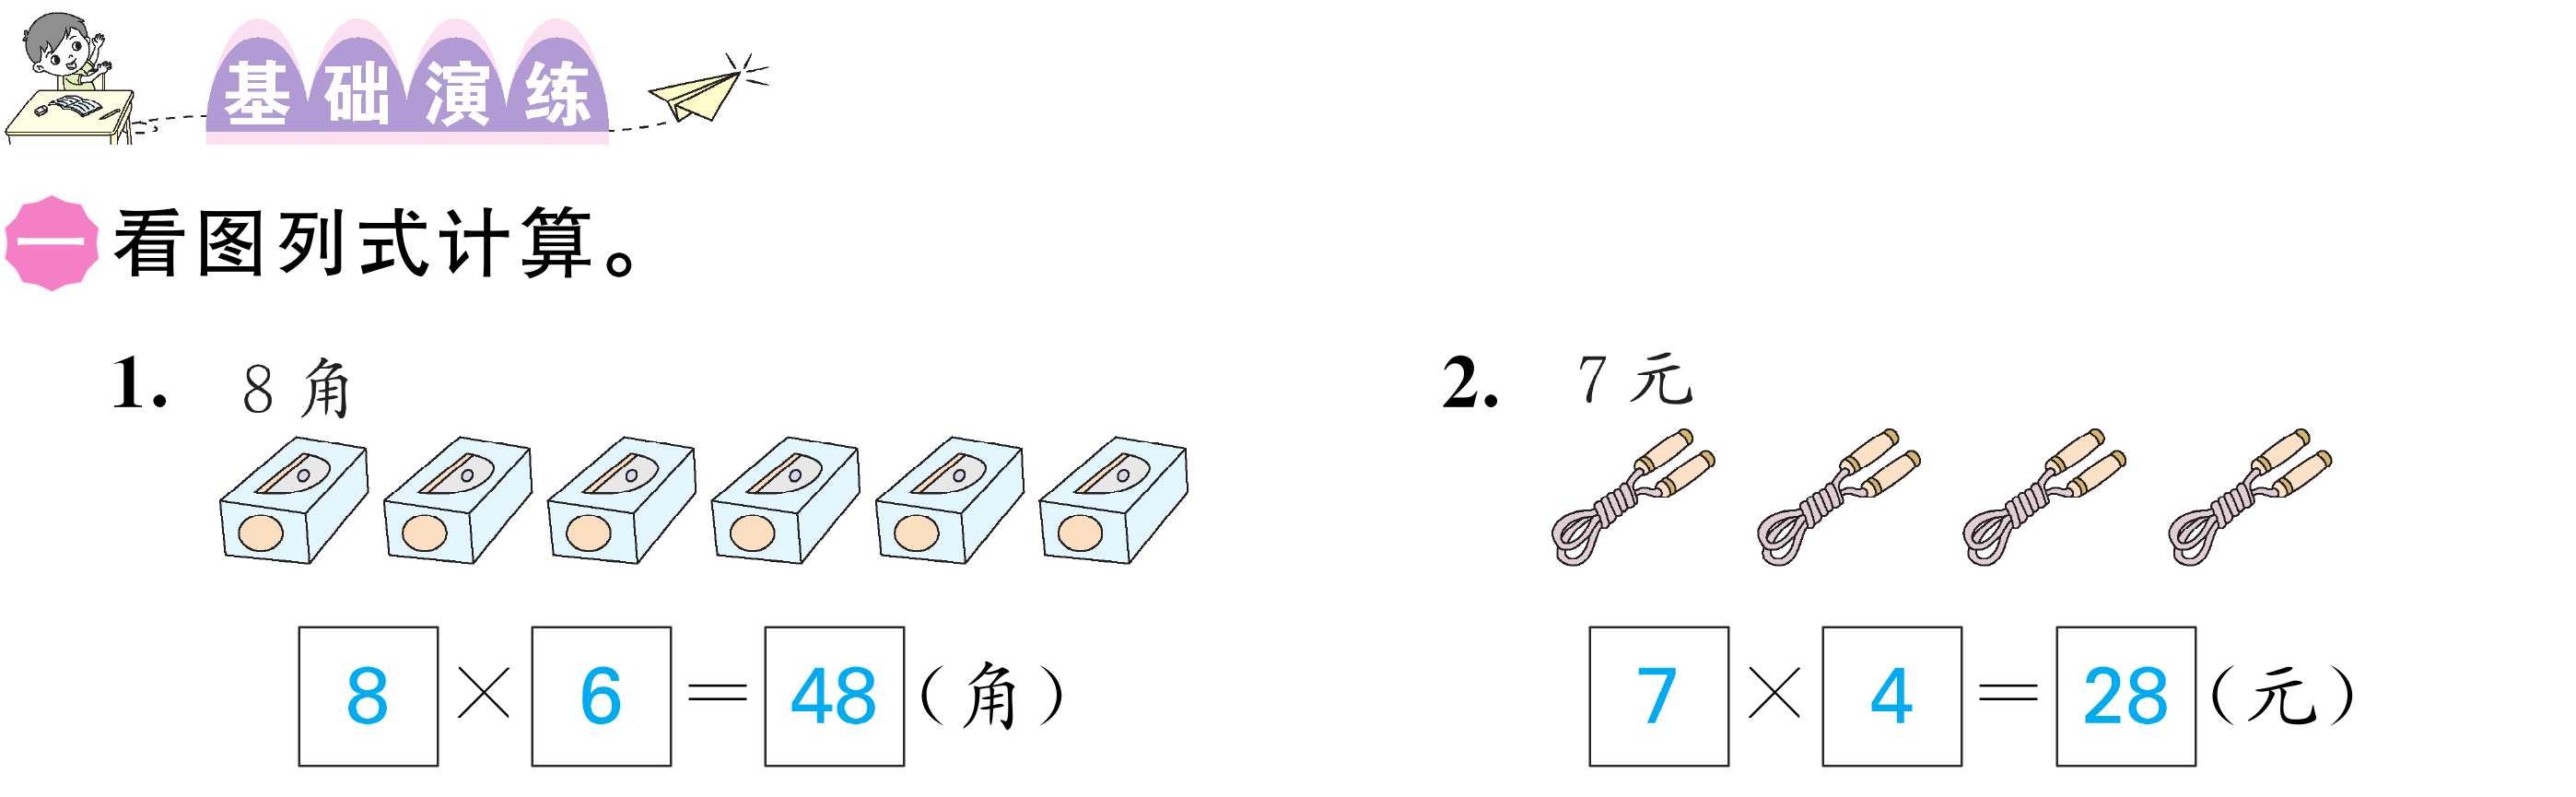 基础演练
一 看图列式计算。
1. 8 角
8 × 6 = 48 (角)
2. 7 元
7 × 4 = 28 (元)